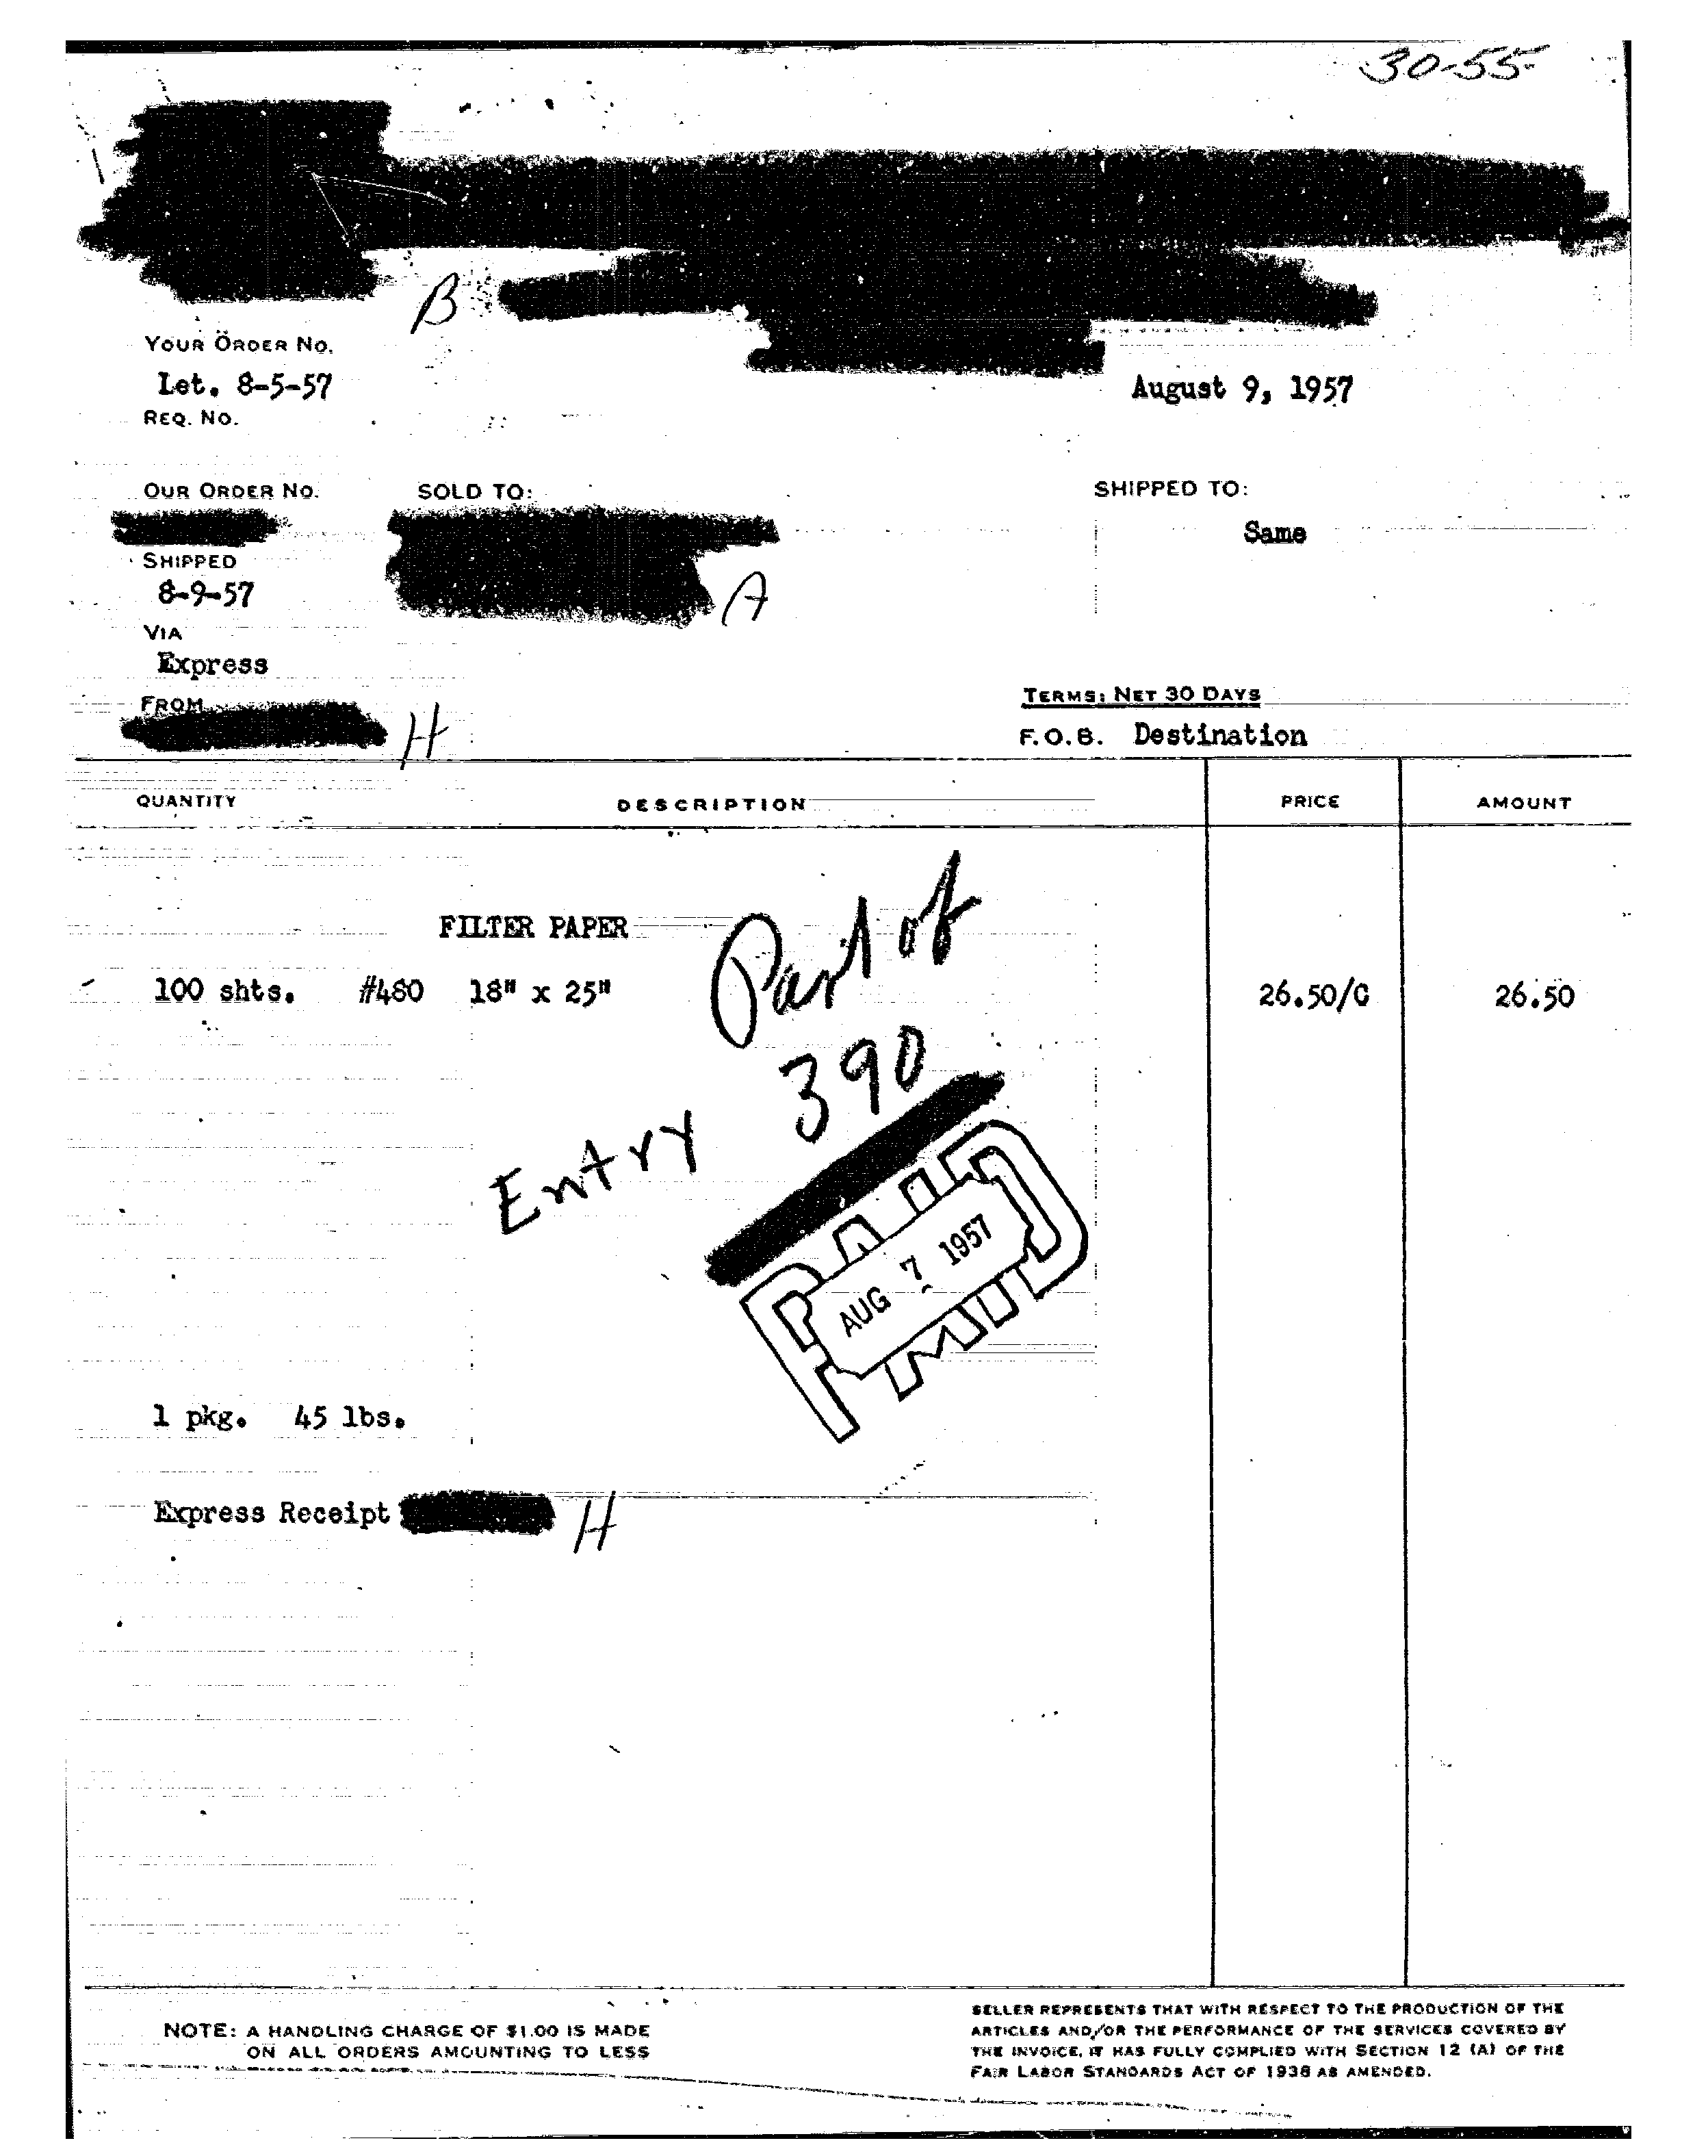 30-55-
B
YOUR ORDER NO.
Let. 8-5-57
August 9, 1957
REQ. NO.
OUR ORDER NO.
SOLD TO:
SHIPPED TO:
Same
SHIPPED
8-9-57
A
VIA
Express
FROM
H
TERMS: NET 30 DAYS
F.O.B. Destination
QUANTITY DESCRIPTION PRICE AMOUNT
FILTER PAPER
100 shts. #480 18" x 25" 26.50/C 26.50
Part of
Entry 390
PAID
AUG 7 1957
1 pkg. 45 lbs.
Express Receipt H
NOTE: A HANDLING CHARGE OF $1.00 IS MADE
ON ALL ORDERS AMOUNTING TO LESS
SELLER REPRESENTS THAT WITH RESPECT TO THE PRODUCTION OF THE
ARTICLES AND/OR THE PERFORMANCE OF THE SERVICES COVERED BY
THE INVOICE, IT HAS FULLY COMPLIED WITH SECTION 12 (A) OF THE
FAIR LABOR STANDARDS ACT OF 1938 AS AMENDED.